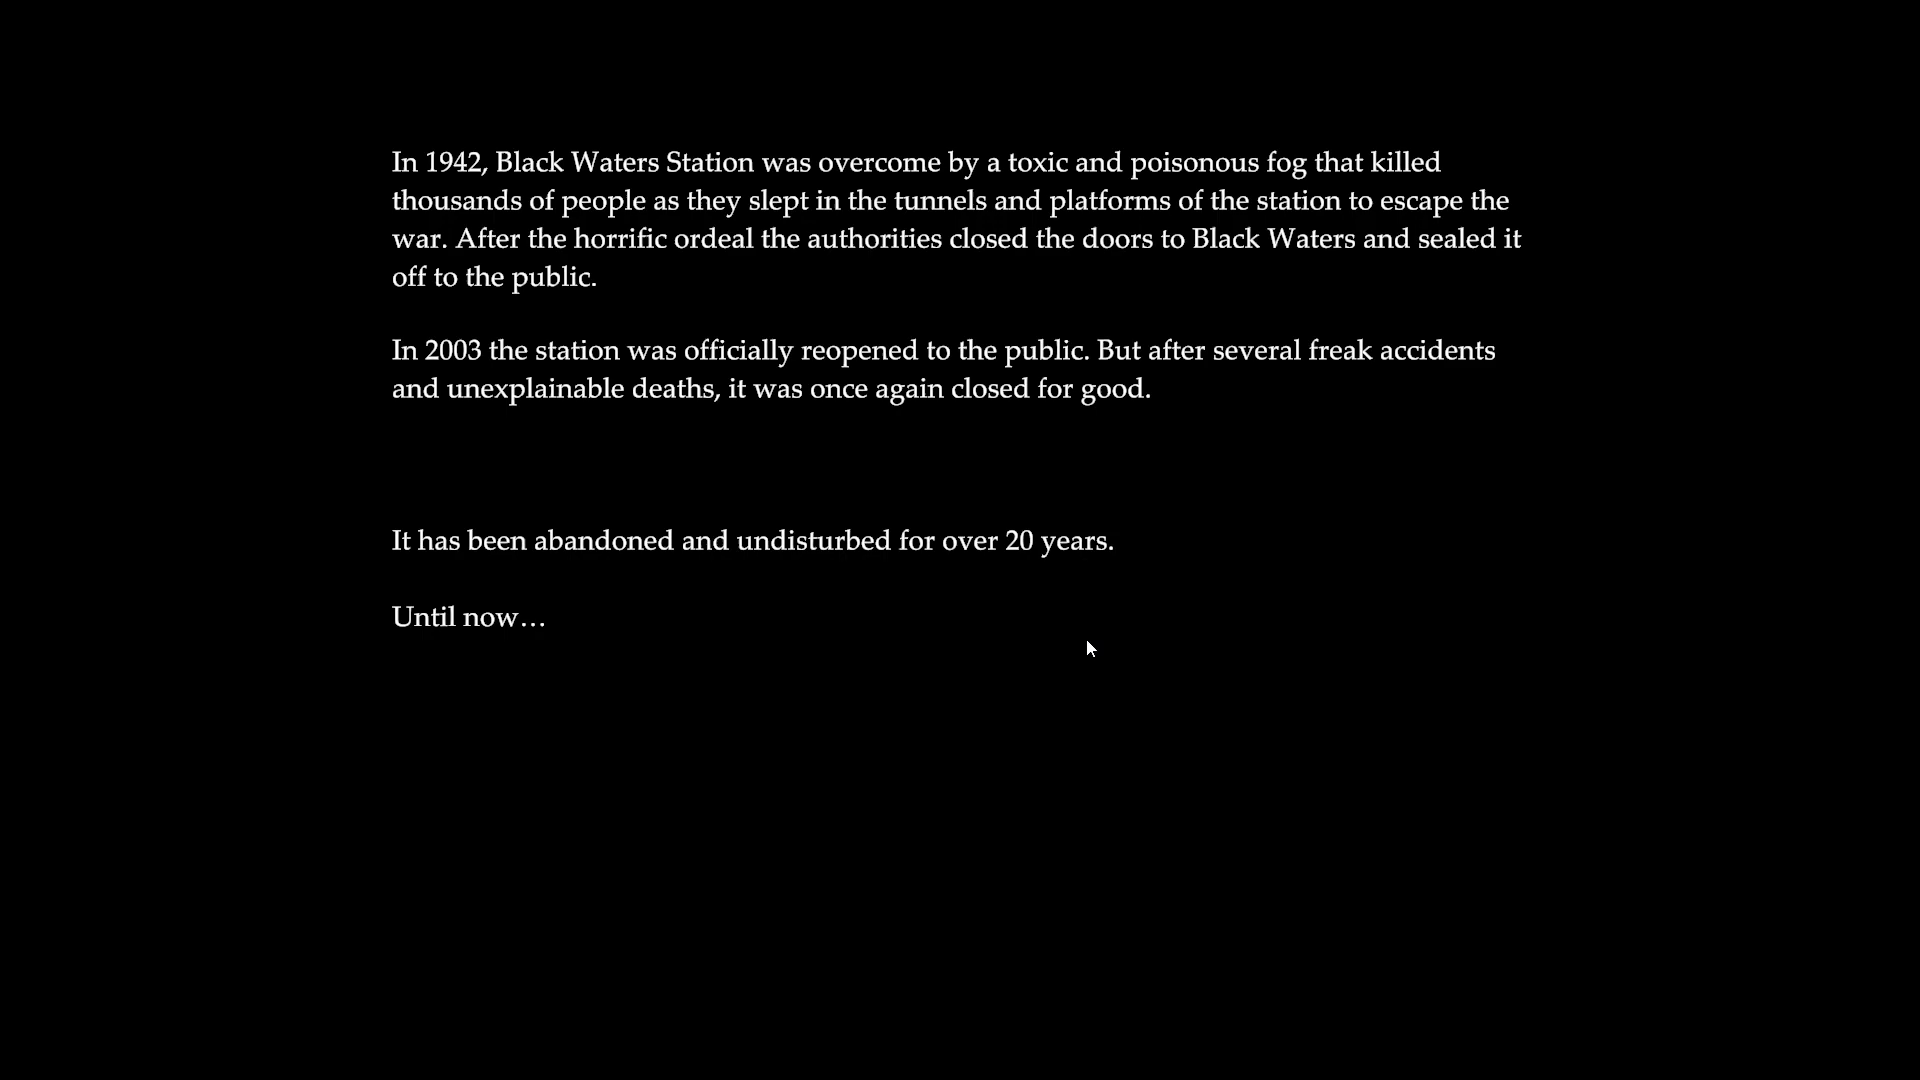 In 1942, Black Waters Station was overcome by a toxic and poisonous fog that killed
thousands of people as they slept in the tunnels and platforms of the station to escape the
war. After the horrific ordeal the authorities closed the doors to Black Waters and sealed it
off to the public.
In 2003 the station was officially reopened to the public. But after several freak accidents
and unexplainable deaths, it was once again closed for good.
It has been abandoned and undisturbed for over 20 years.
Until now…